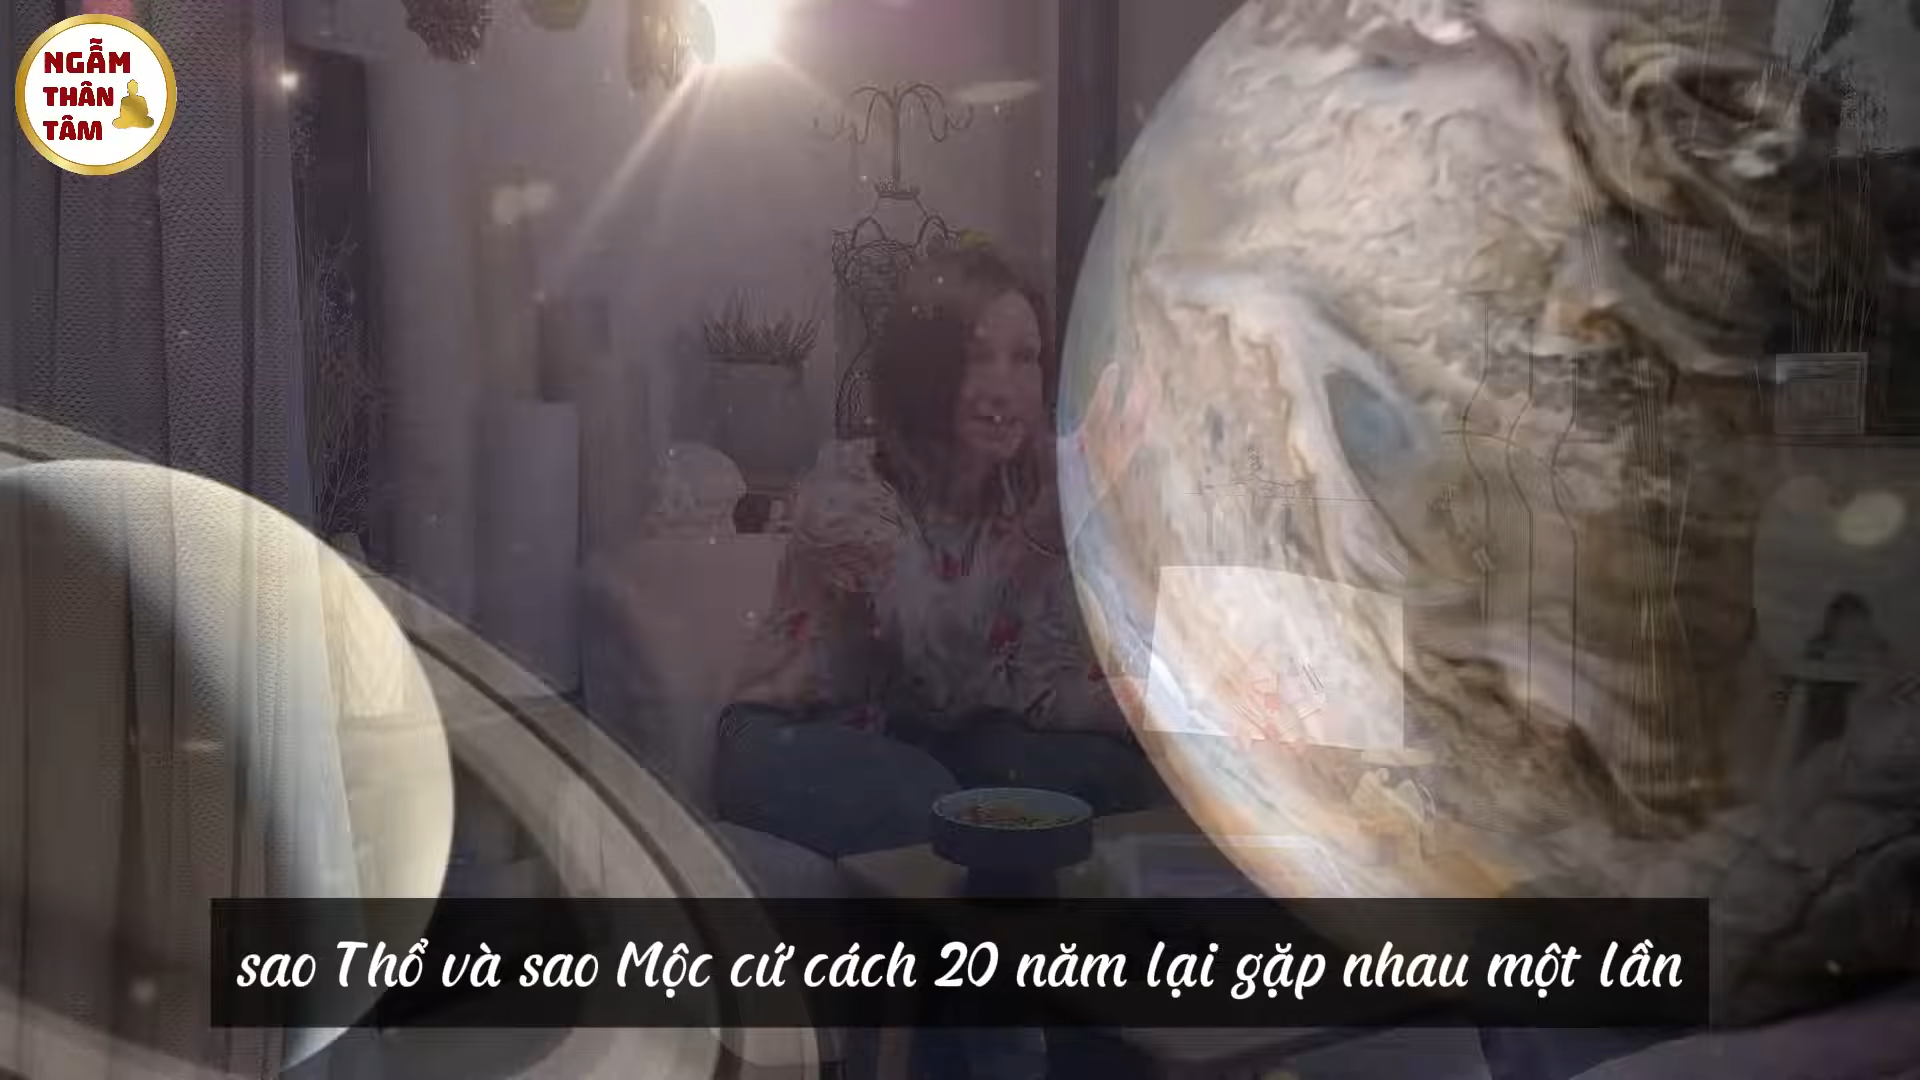 NGẪM
THÂN
TÂM
sao Thổ và sao Mộc cứ cách 20 năm lại gặp nhau một lần